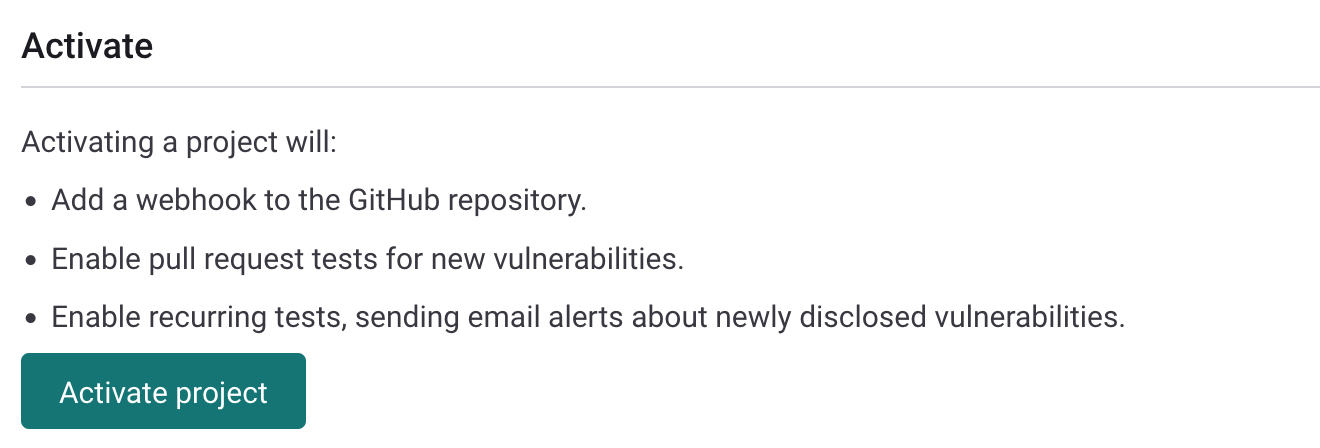 Activate
Activating a project will:
• Add a webhook to the GitHub repository.
• Enable pull request tests for new vulnerabilities.
• Enable recurring tests, sending email alerts about newly disclosed vulnerabilities.
Activate project